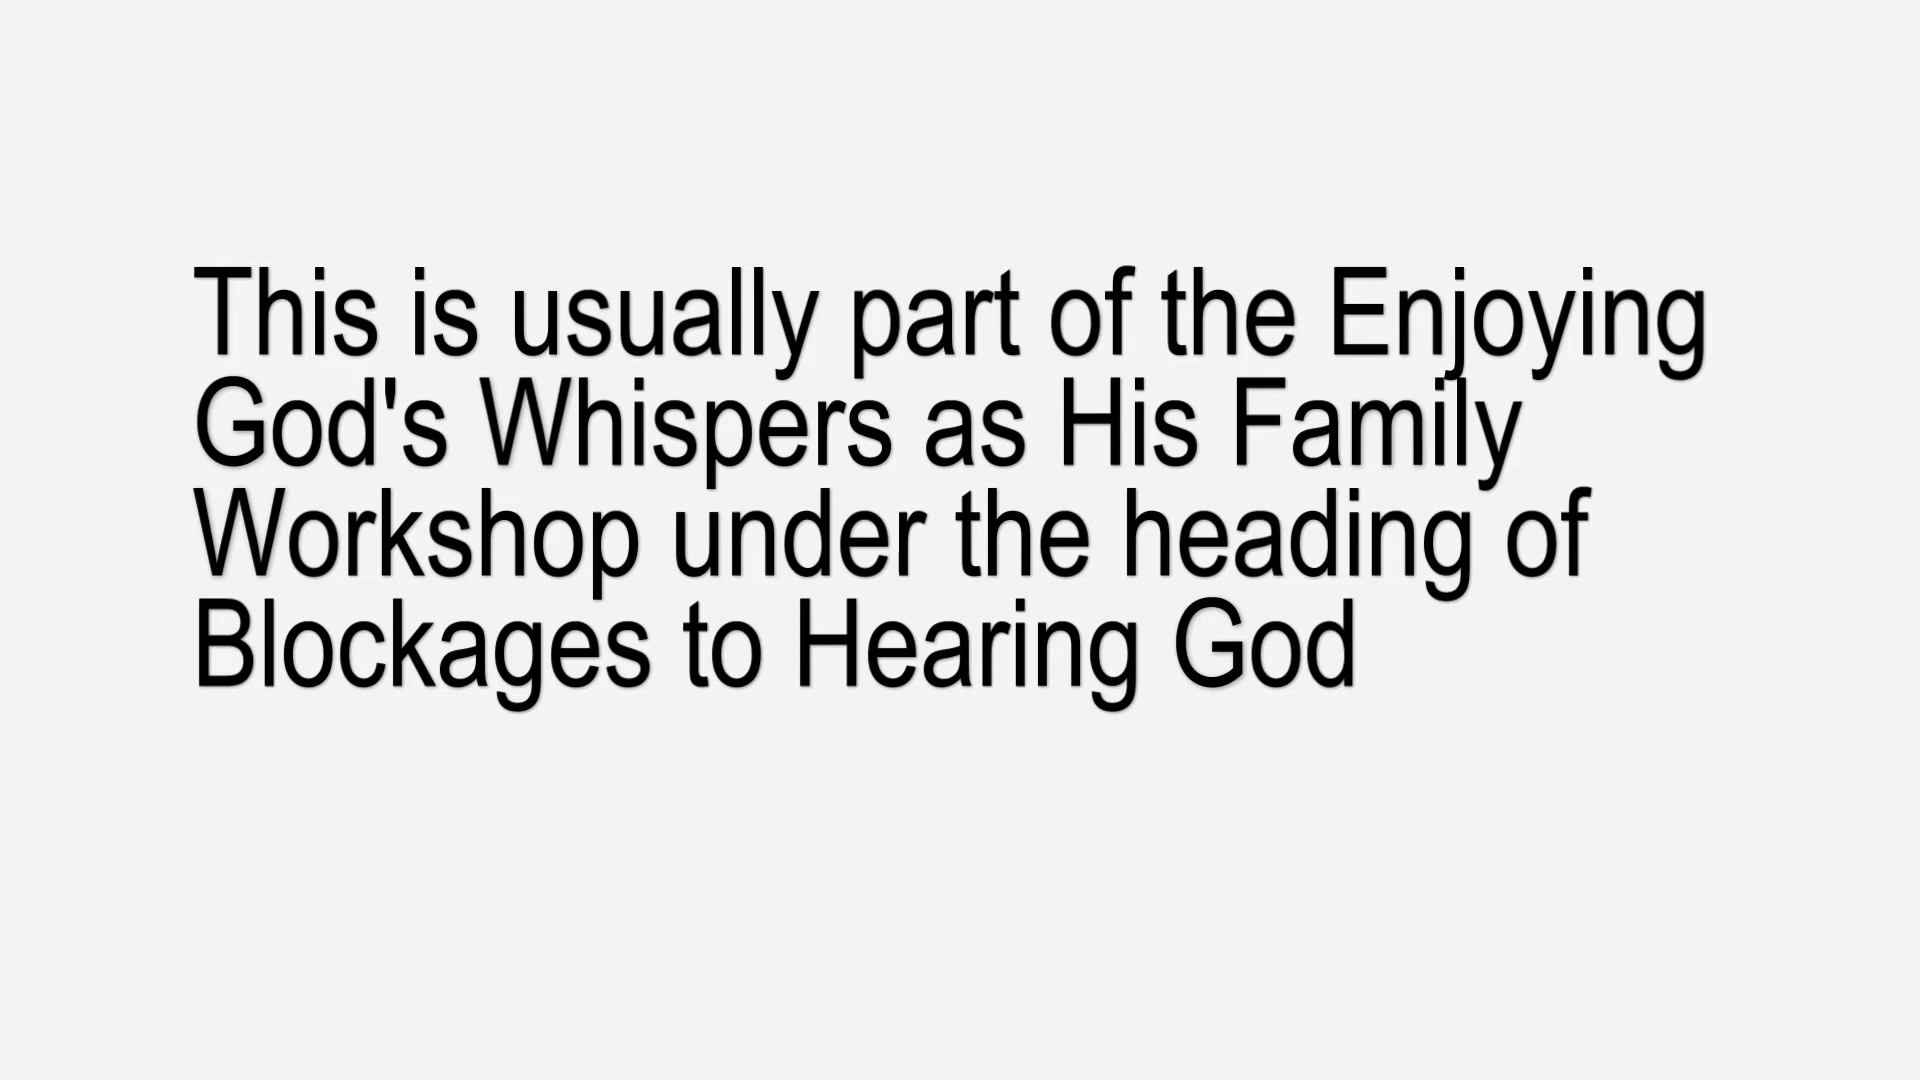 This is usually part of the Enjoying
God's Whispers as His Family
Workshop under the heading of
Blockages to Hearing God